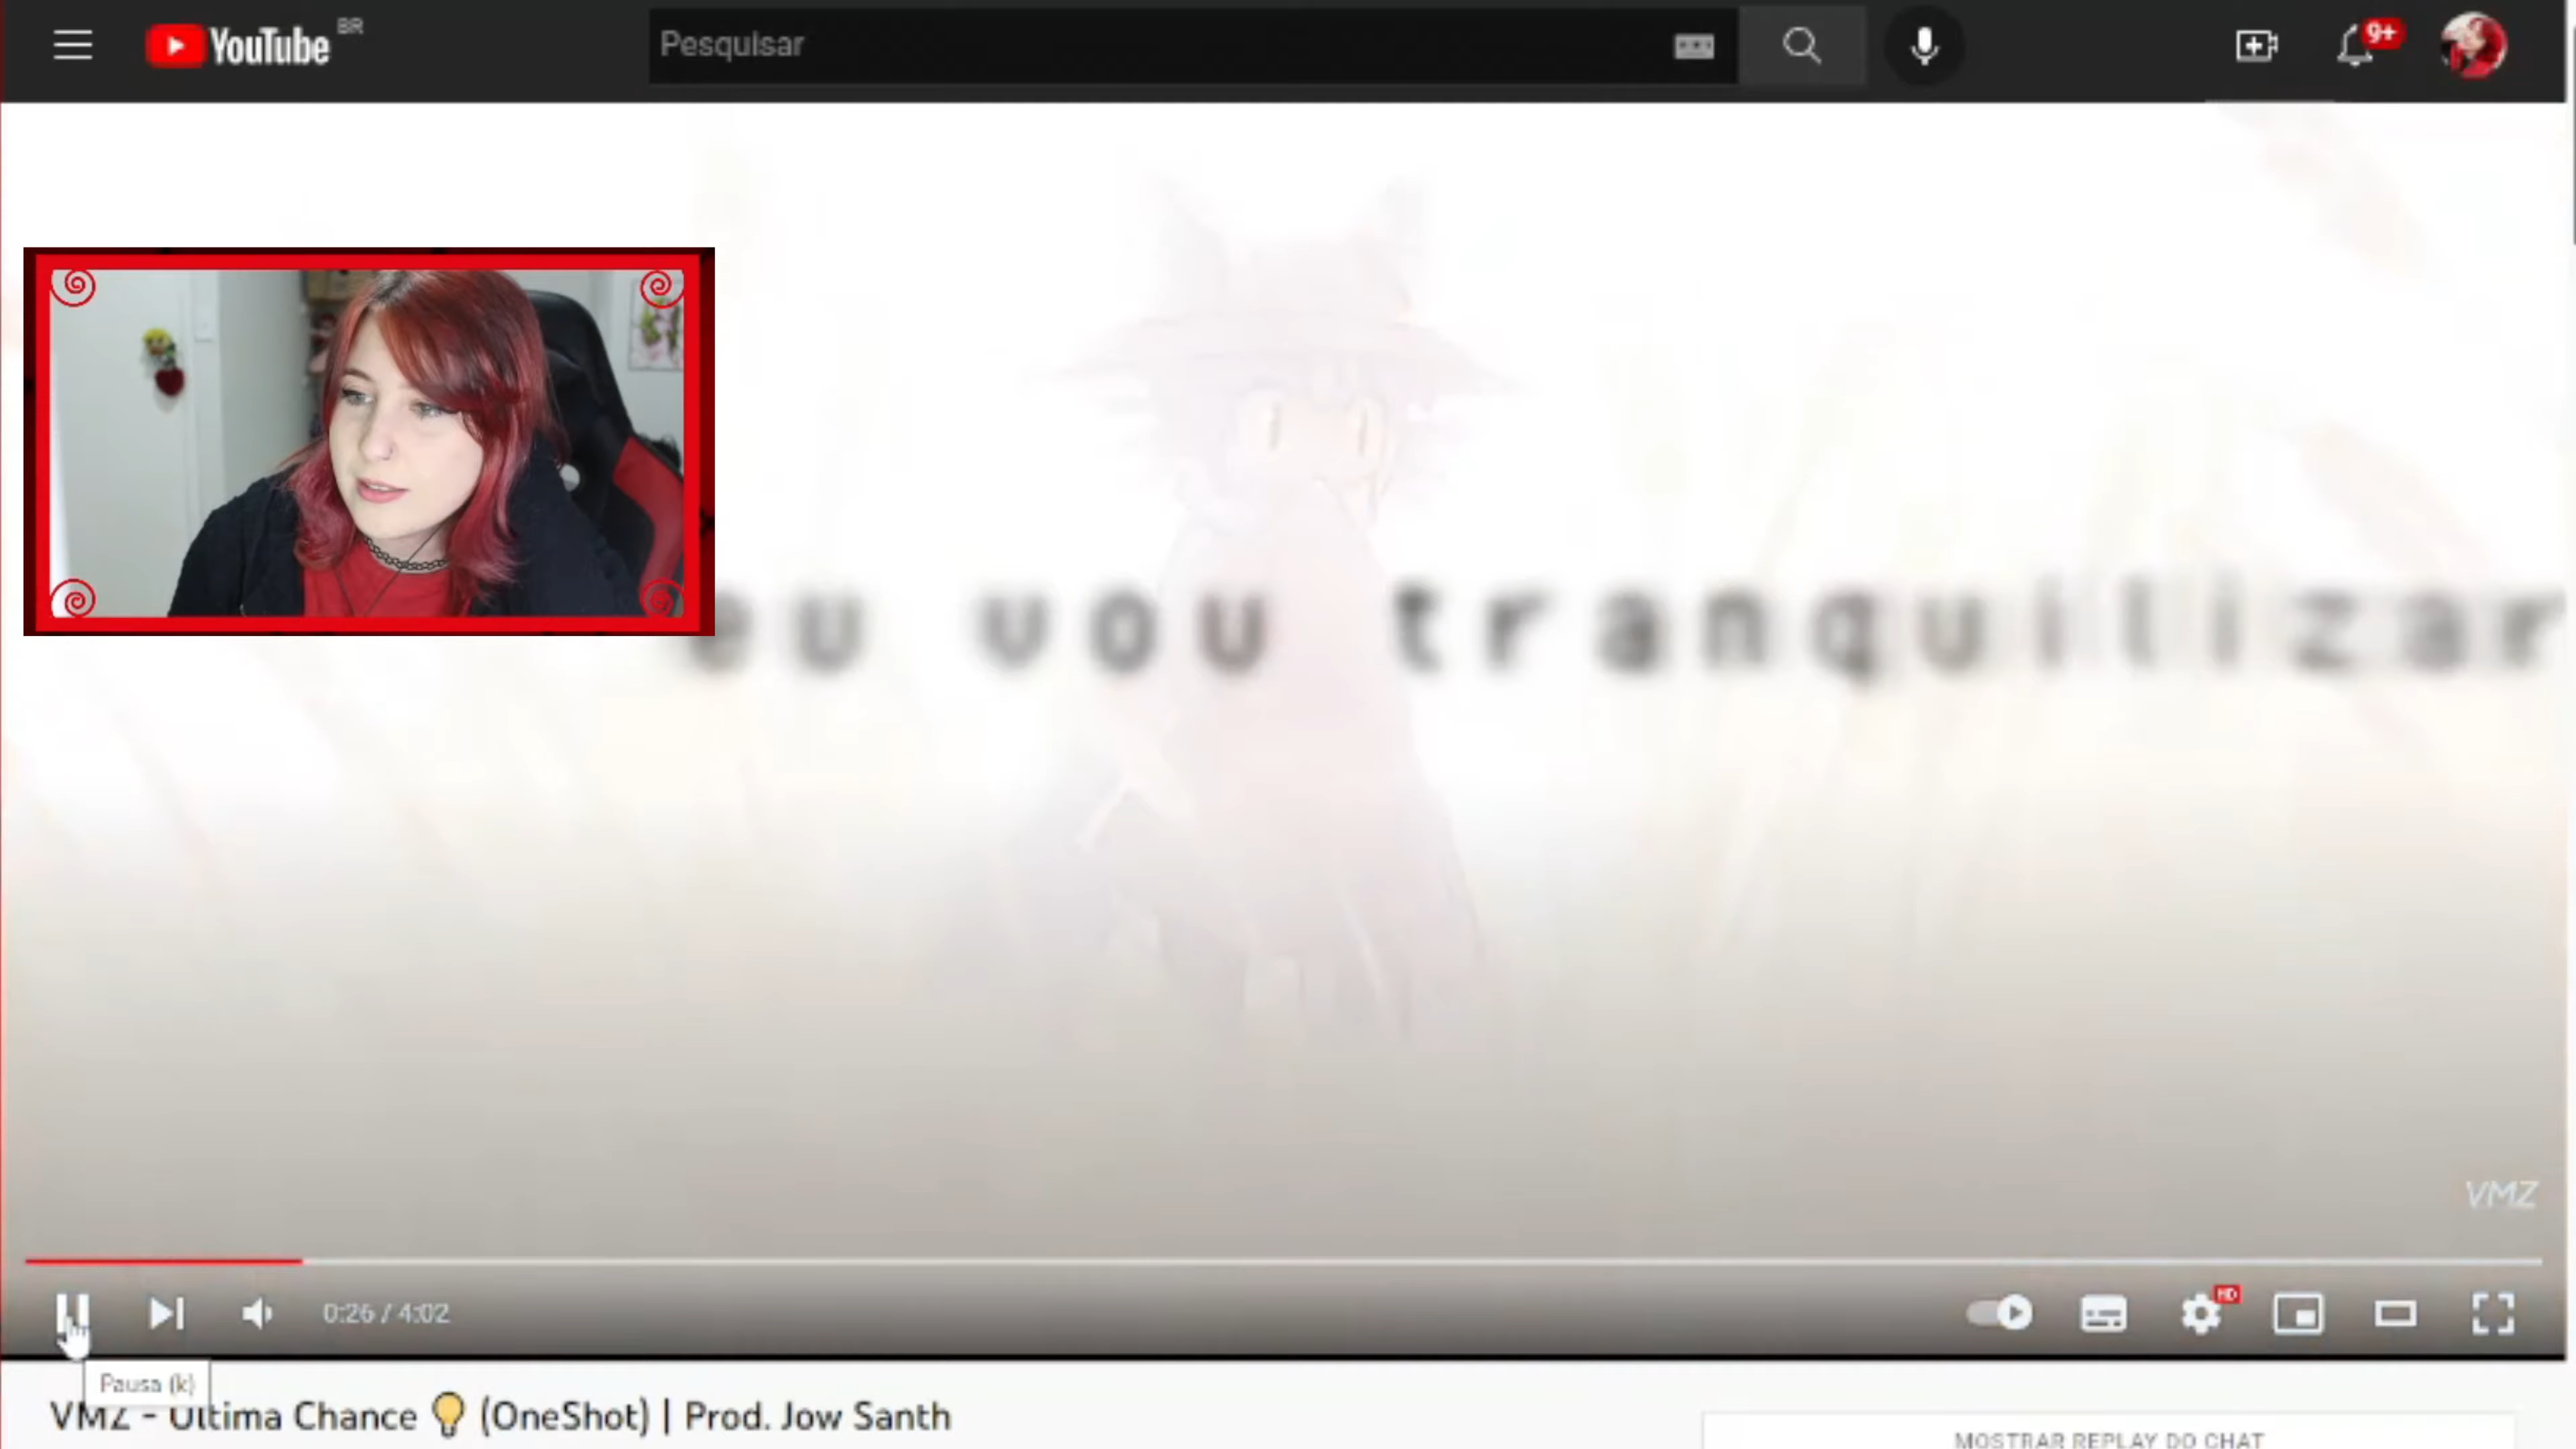 YouTube BR
Pesquisar
9+
eu vou tranquilizar
VMZ
0:26 / 4:02
HD
Pausa (k)
VMZ - Ultima Chance 💡 (OneShot) | Prod. Jow Santh
MOSTRAR REPLAY DO CHAT